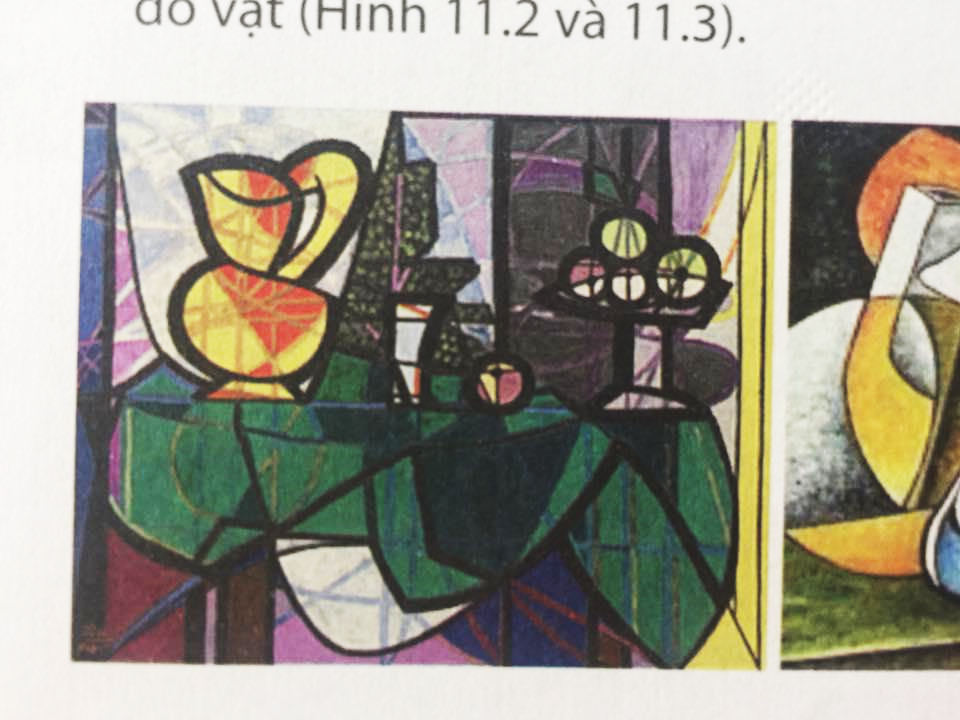 đồ vật (Hình 11.2 và 11.3).